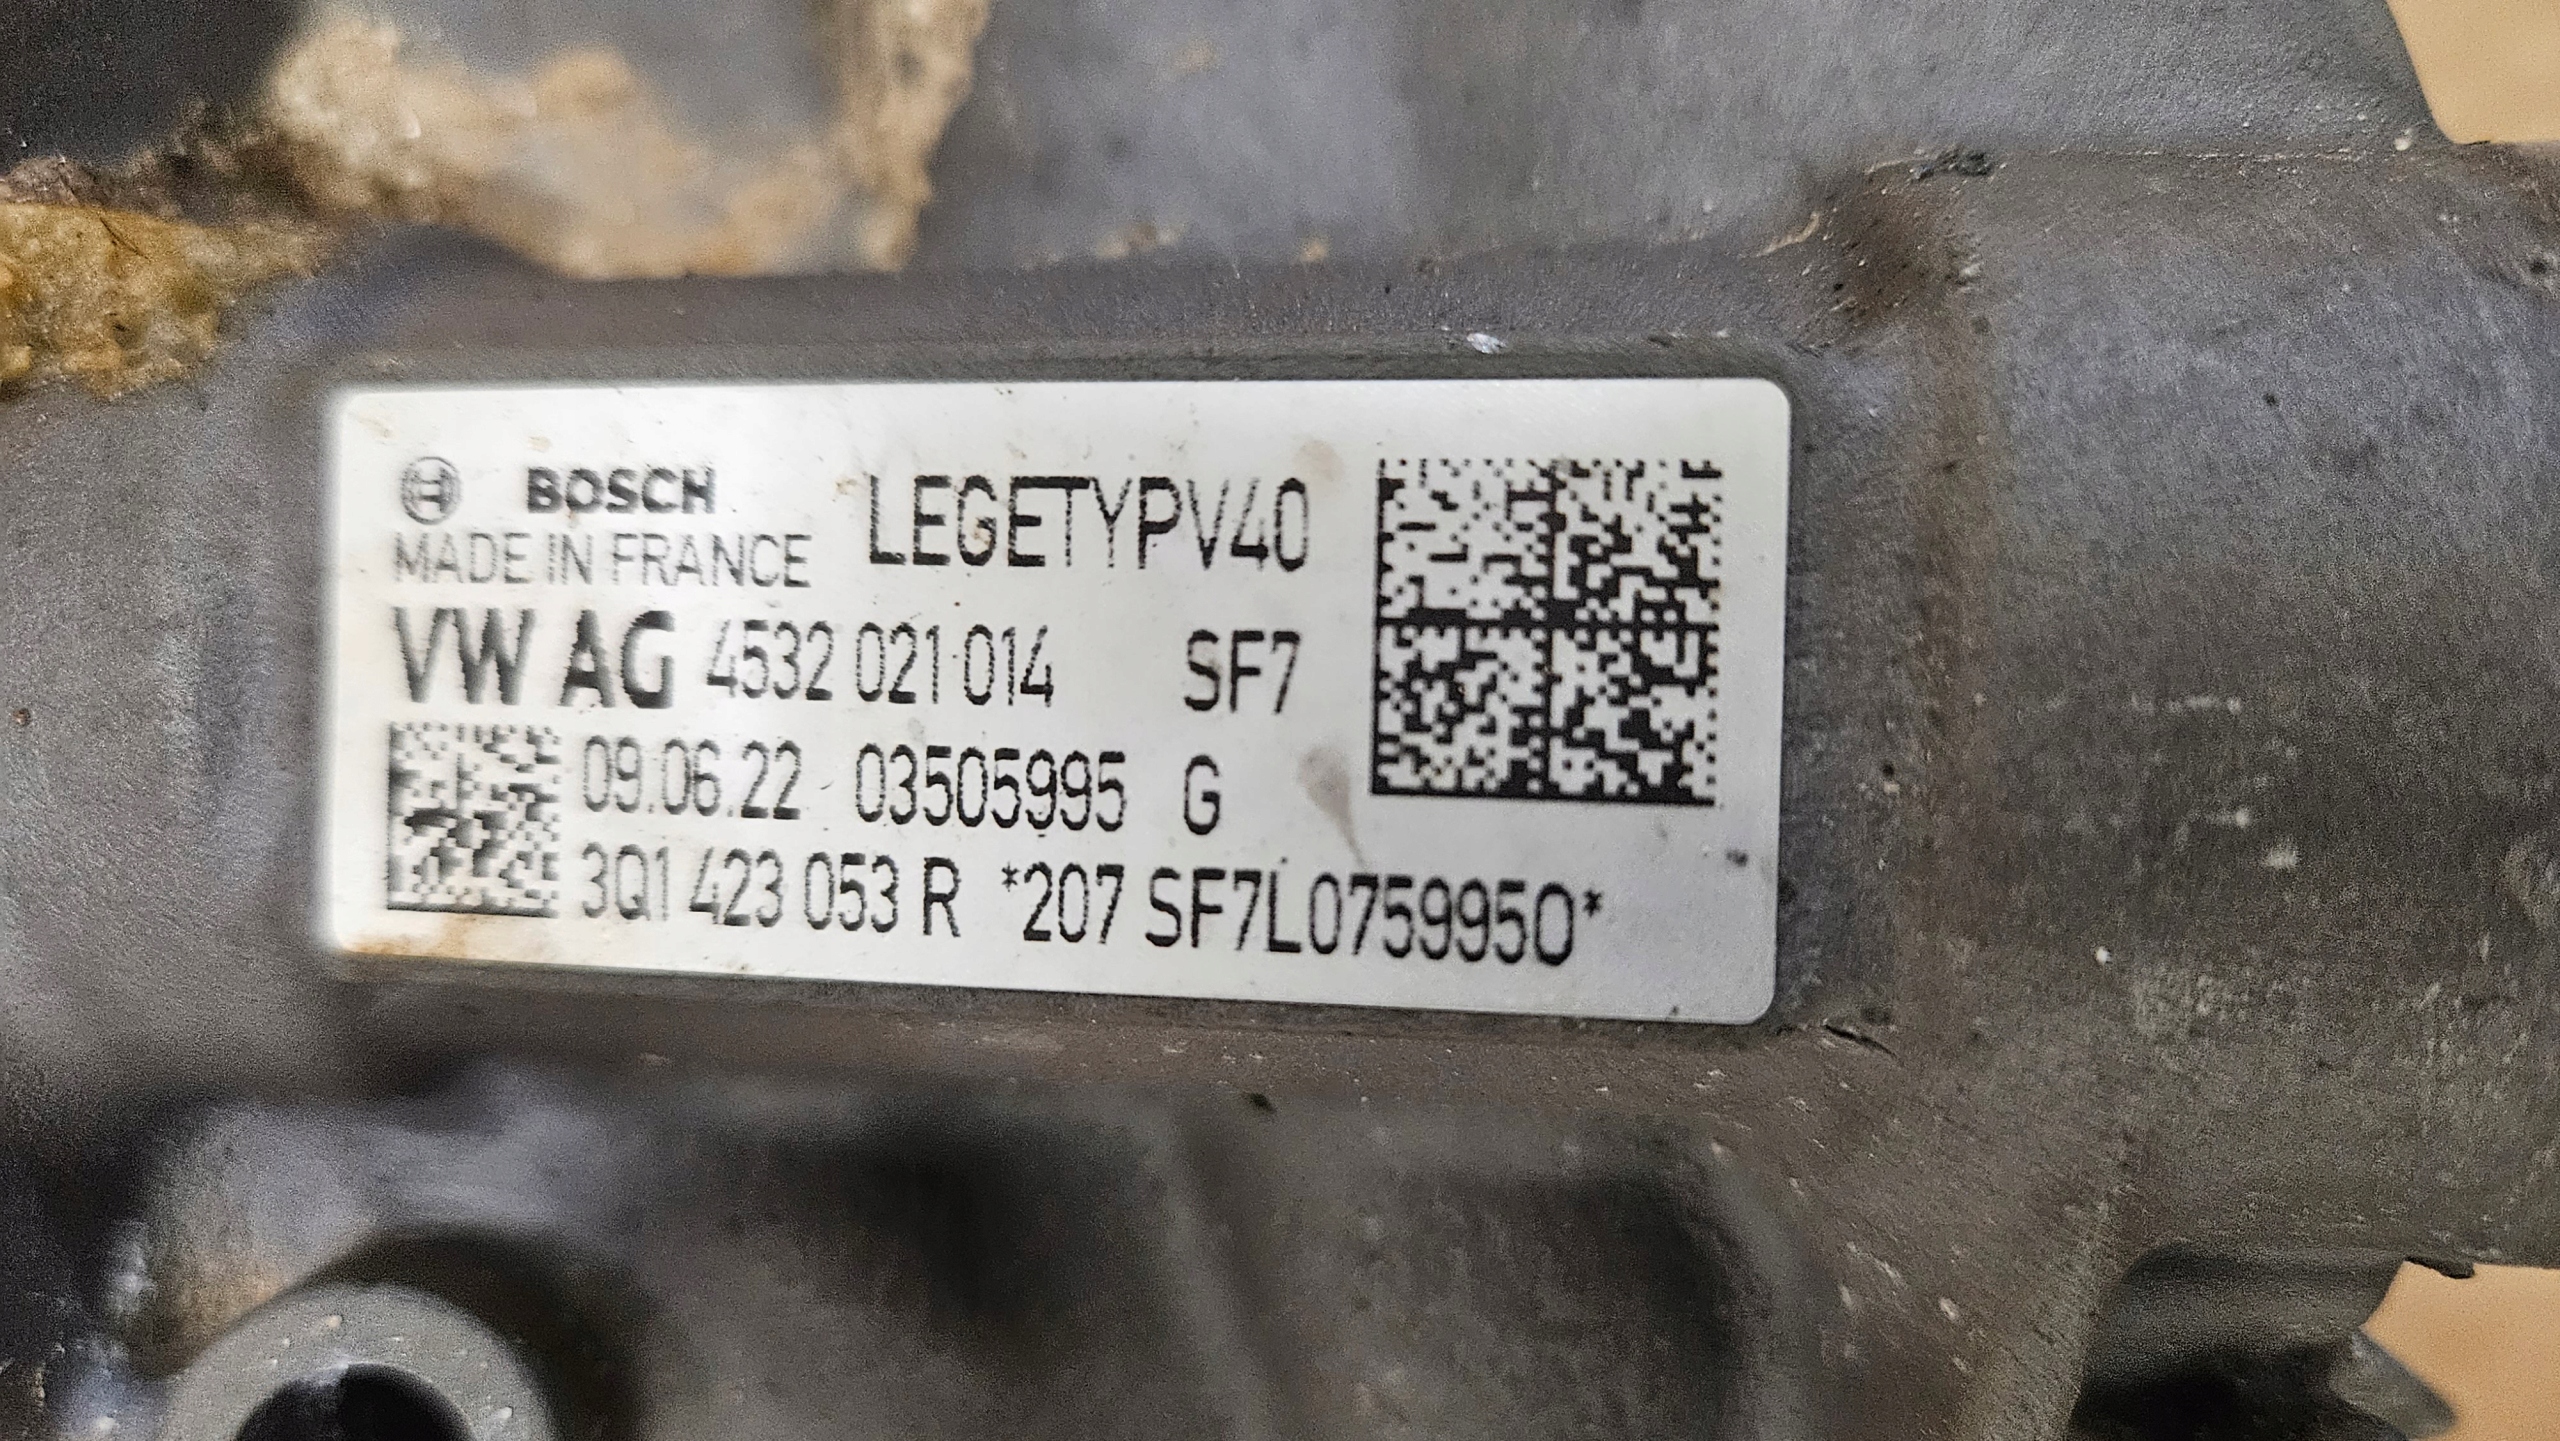 BOSCH LEGETYPV40
MADE IN FRANCE
VW AG 4532 021 014 SF7
09.06.22 03505995 G
3Q1 423 053 R *207 SF7L0759950*